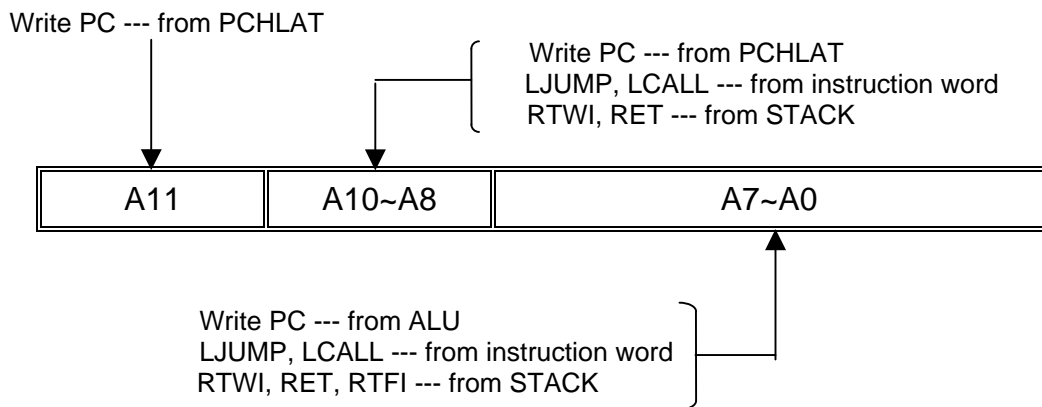 Write PC --- from PCHLAT
Write PC --- from PCHLAT
LJUMP, LCALL --- from instruction word
RTWI, RET --- from STACK
A11
A10~A8
A7~A0
Write PC --- from ALU
LJUMP, LCALL --- from instruction word
RTWI, RET, RTFI --- from STACK